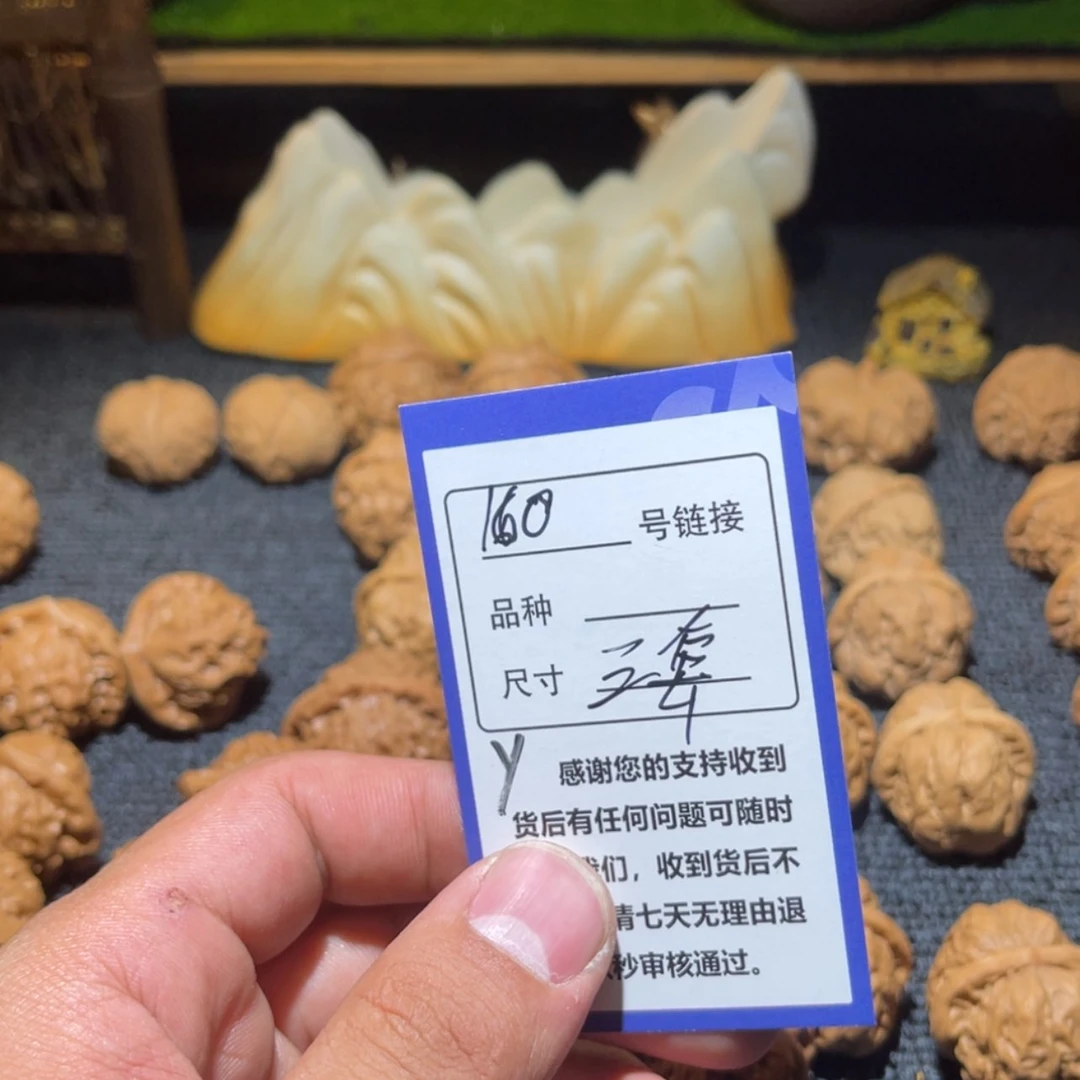 160 号链接
品种
尺寸
Y 感谢您的支持收到
货后有任何问题可随时
们，收到货后不
七天无理由退
秒审核通过。